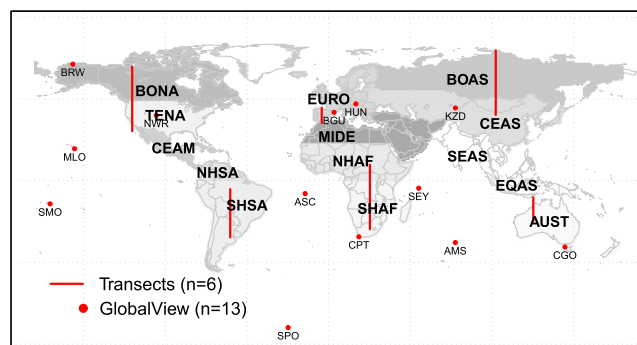 BRW
BONA
BOAS
TENA
NWR
EURO
BGU
HUN
KZD
CEAS
MIDE
CEAM
MLO
NHSA
NHAF
SEAS
SMO
SHSA
ASC
SHAF
SEY
EQAS
AUST
CPT
AMS
CGO
Transects (n=6)
GlobalView (n=13)
SPO